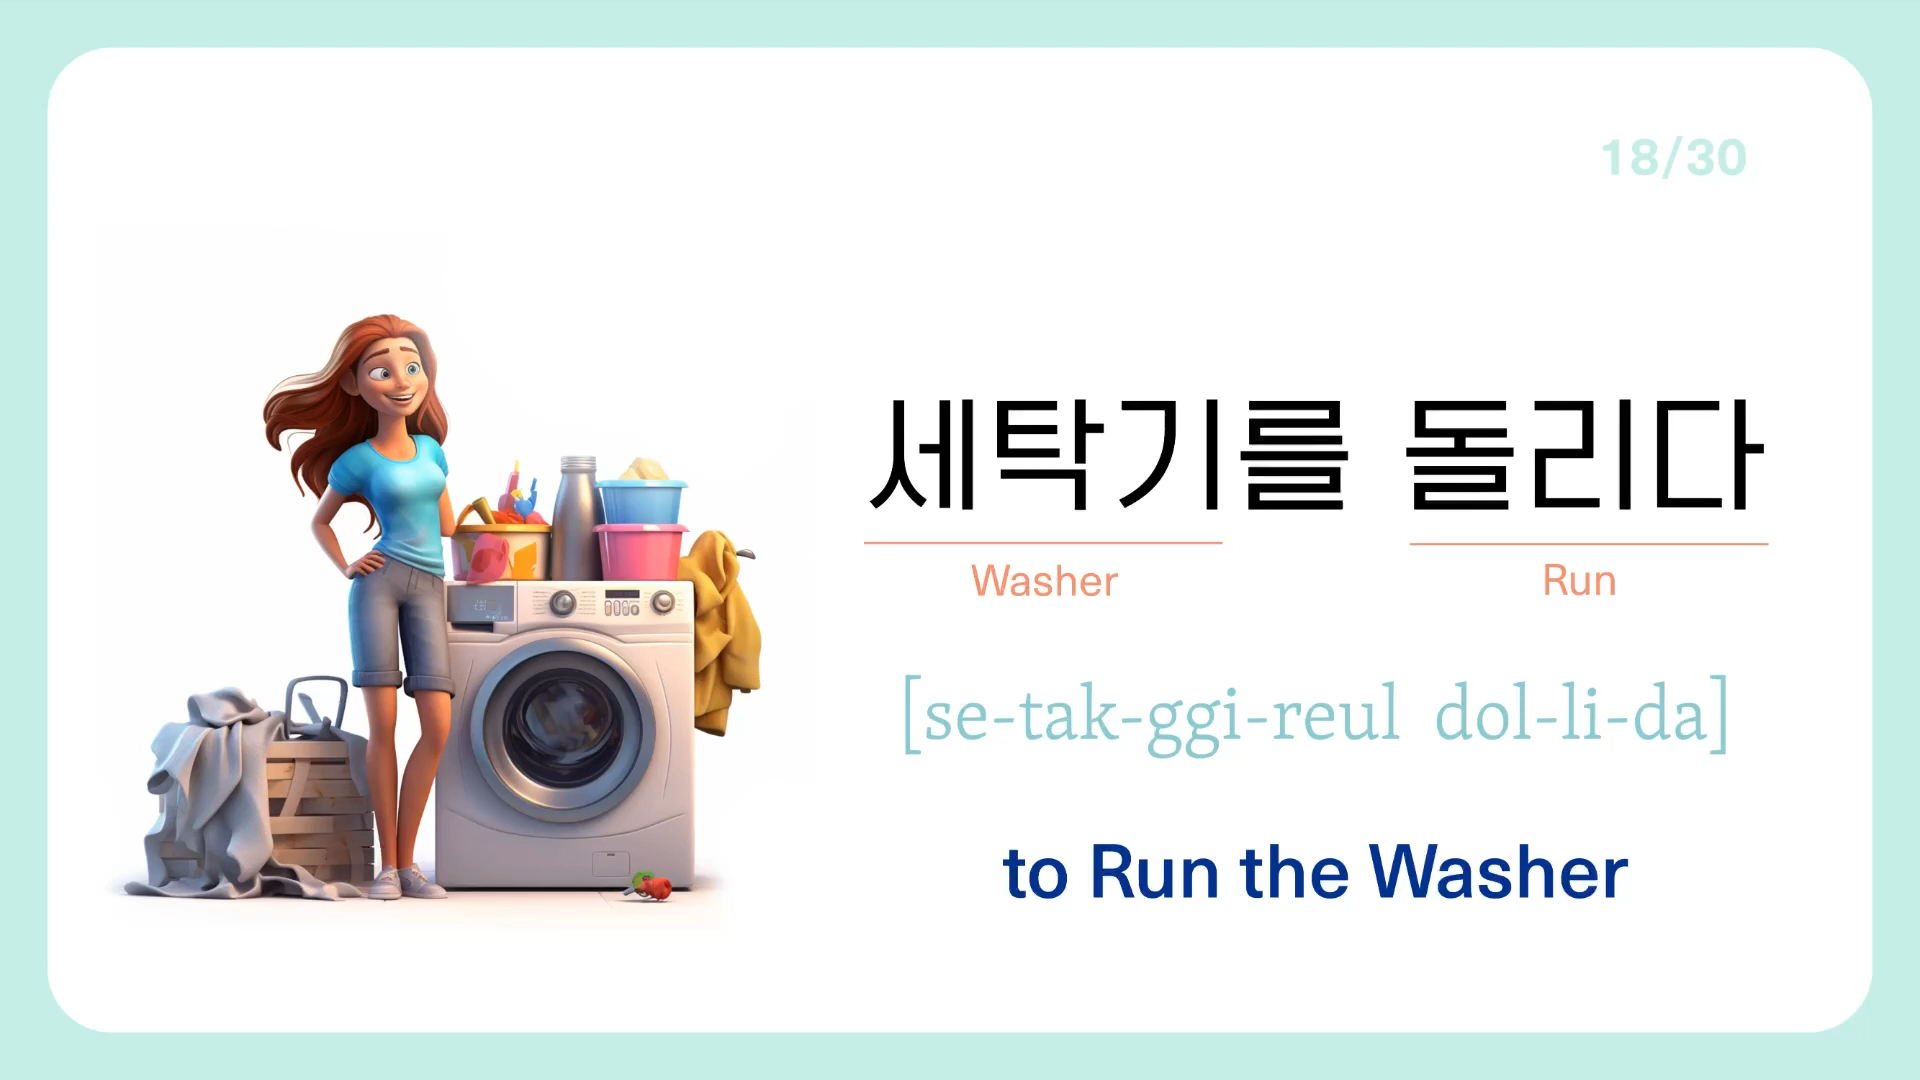 18/30
세탁기를 돌리다
Washer Run
[se-tak-ggi-reul dol-li-da]
to Run the Washer